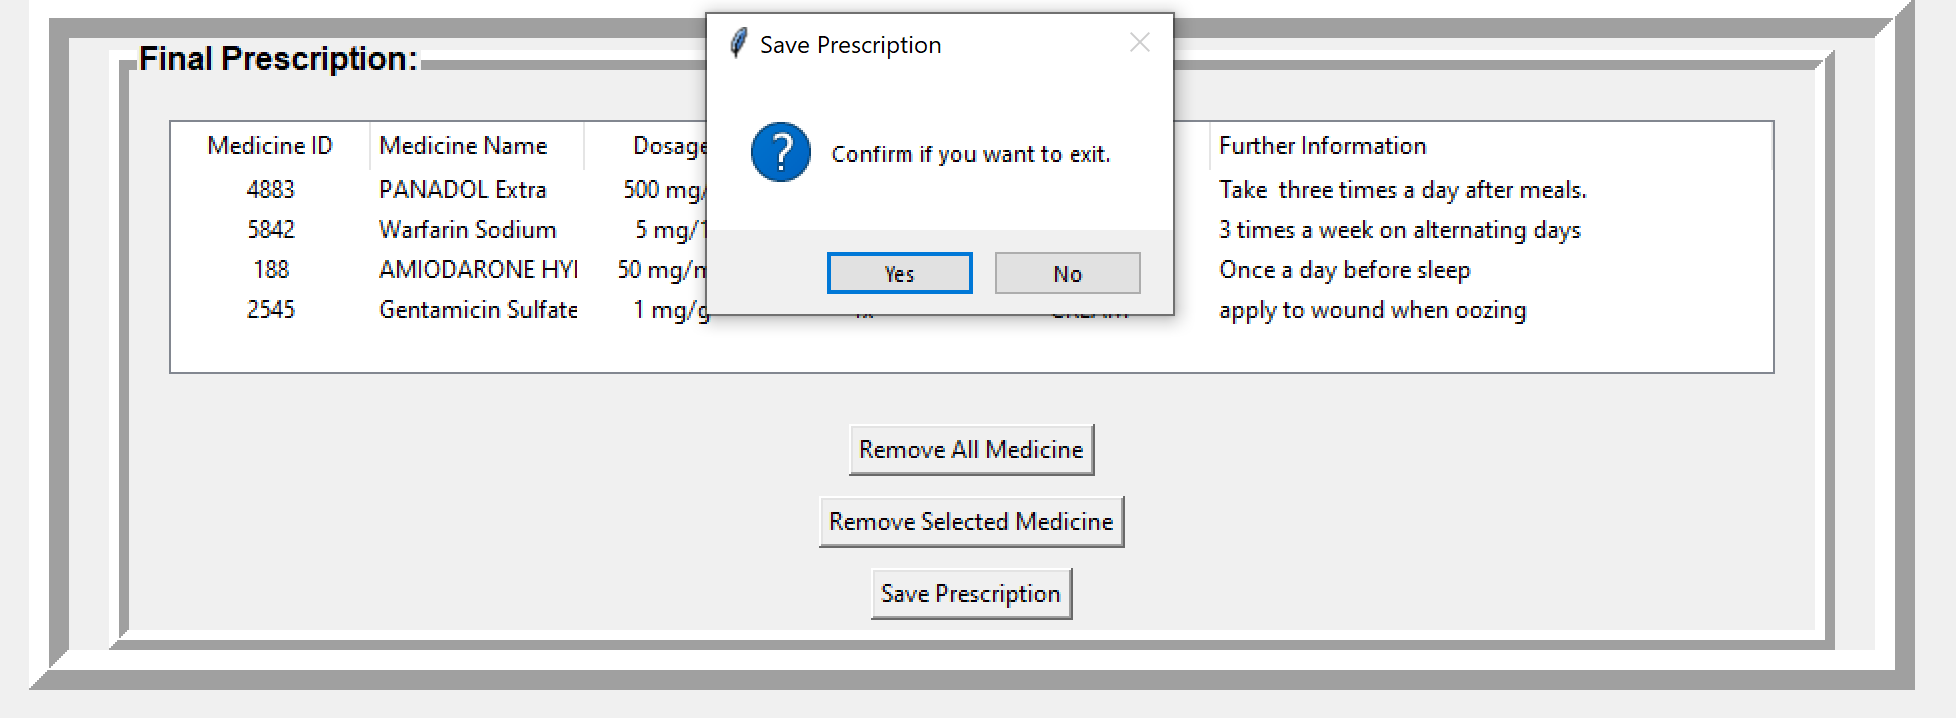 Final Prescription:
Save Prescription
Confirm if you want to exit.
Yes No
Medicine ID Medicine Name Dosage Further Information
4883 PANADOL Extra 500 mg/ Take  three times a day after meals.
5842 Warfarin Sodium 5 mg/1 3 times a week on alternating days
188 AMIODARONE HYI 50 mg/m Once a day before sleep
2545 Gentamicin Sulfate 1 mg/g CREAM apply to wound when oozing
Remove All Medicine
Remove Selected Medicine
Save Prescription